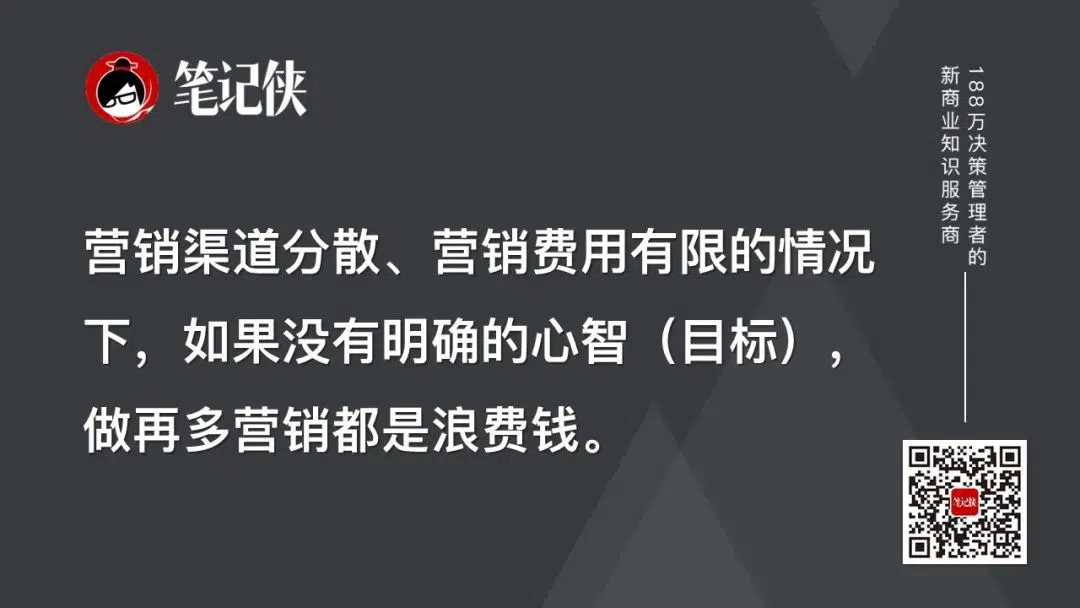 笔记侠
188万决策管理者的
新商业知识服务商
营销渠道分散、营销费用有限的情况
下，如果没有明确的心智（目标），
做再多营销都是浪费钱。
笔记侠